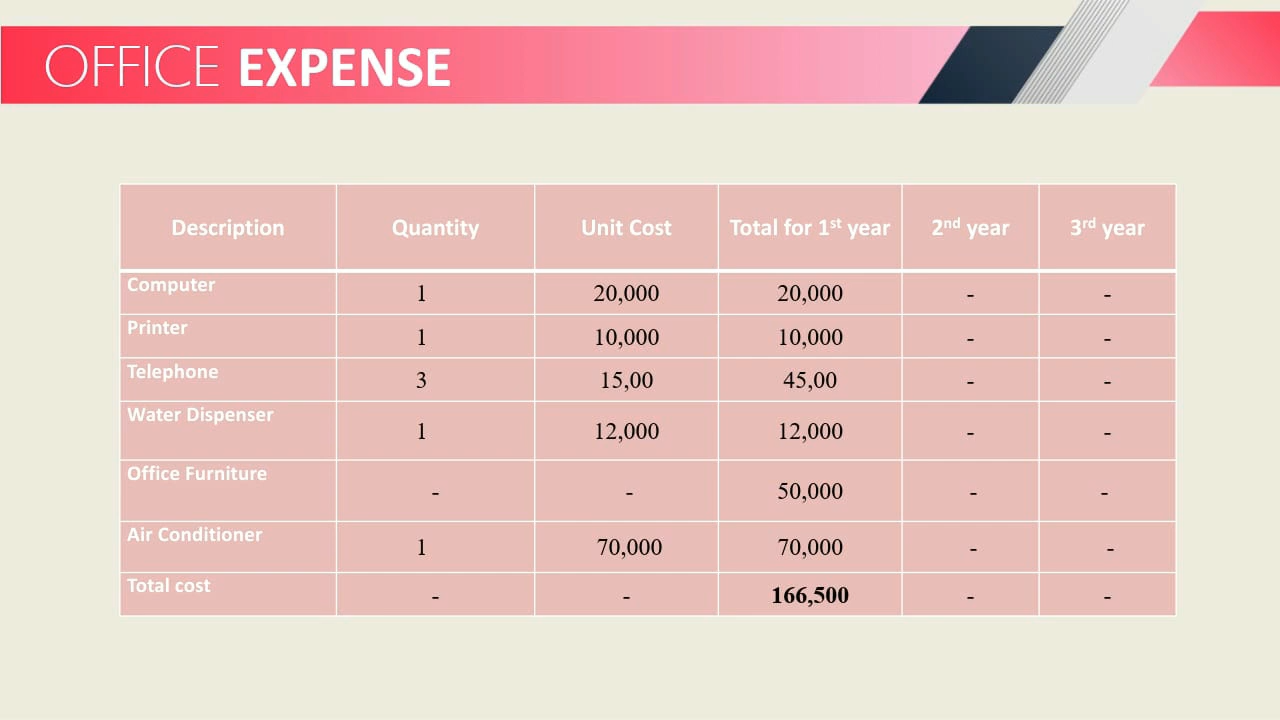 OFFICE EXPENSE
Description Quantity Unit Cost Total for 1st year 2nd year 3rd year
Computer 1 20,000 20,000 - -
Printer 1 10,000 10,000 - -
Telephone 3 15,00 45,00 - -
Water Dispenser 1 12,000 12,000 - -
Office Furniture - - 50,000 - -
Air Conditioner 1 70,000 70,000 - -
Total cost - - 166,500 - -